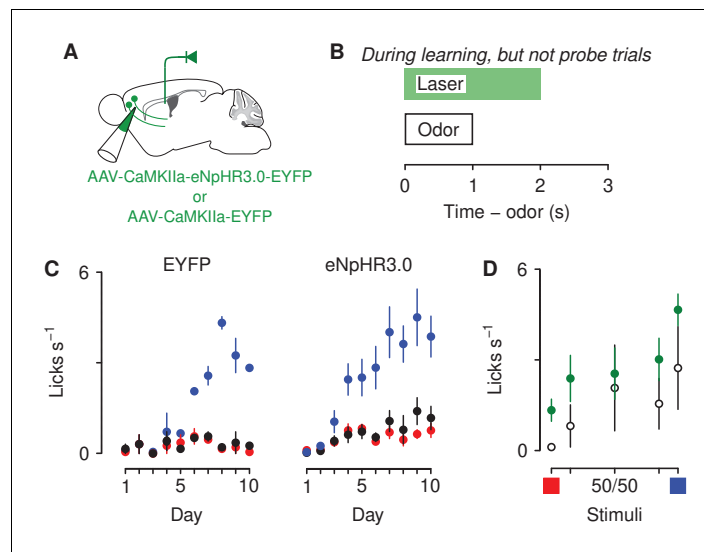 A
AAV-CaMKIIa-eNpHR3.0-EYFP
or
AAV-CaMKIIa-EYFP
B
During learning, but not probe trials
Laser
Odor
0 1 2 3
Time – odor (s)
C
EYFP
eNpHR3.0
6
3
0
Licks s⁻¹
1 5 10
Day
1 5 10
Day
D
6
3
0
Licks s⁻¹
50/50
Stimuli